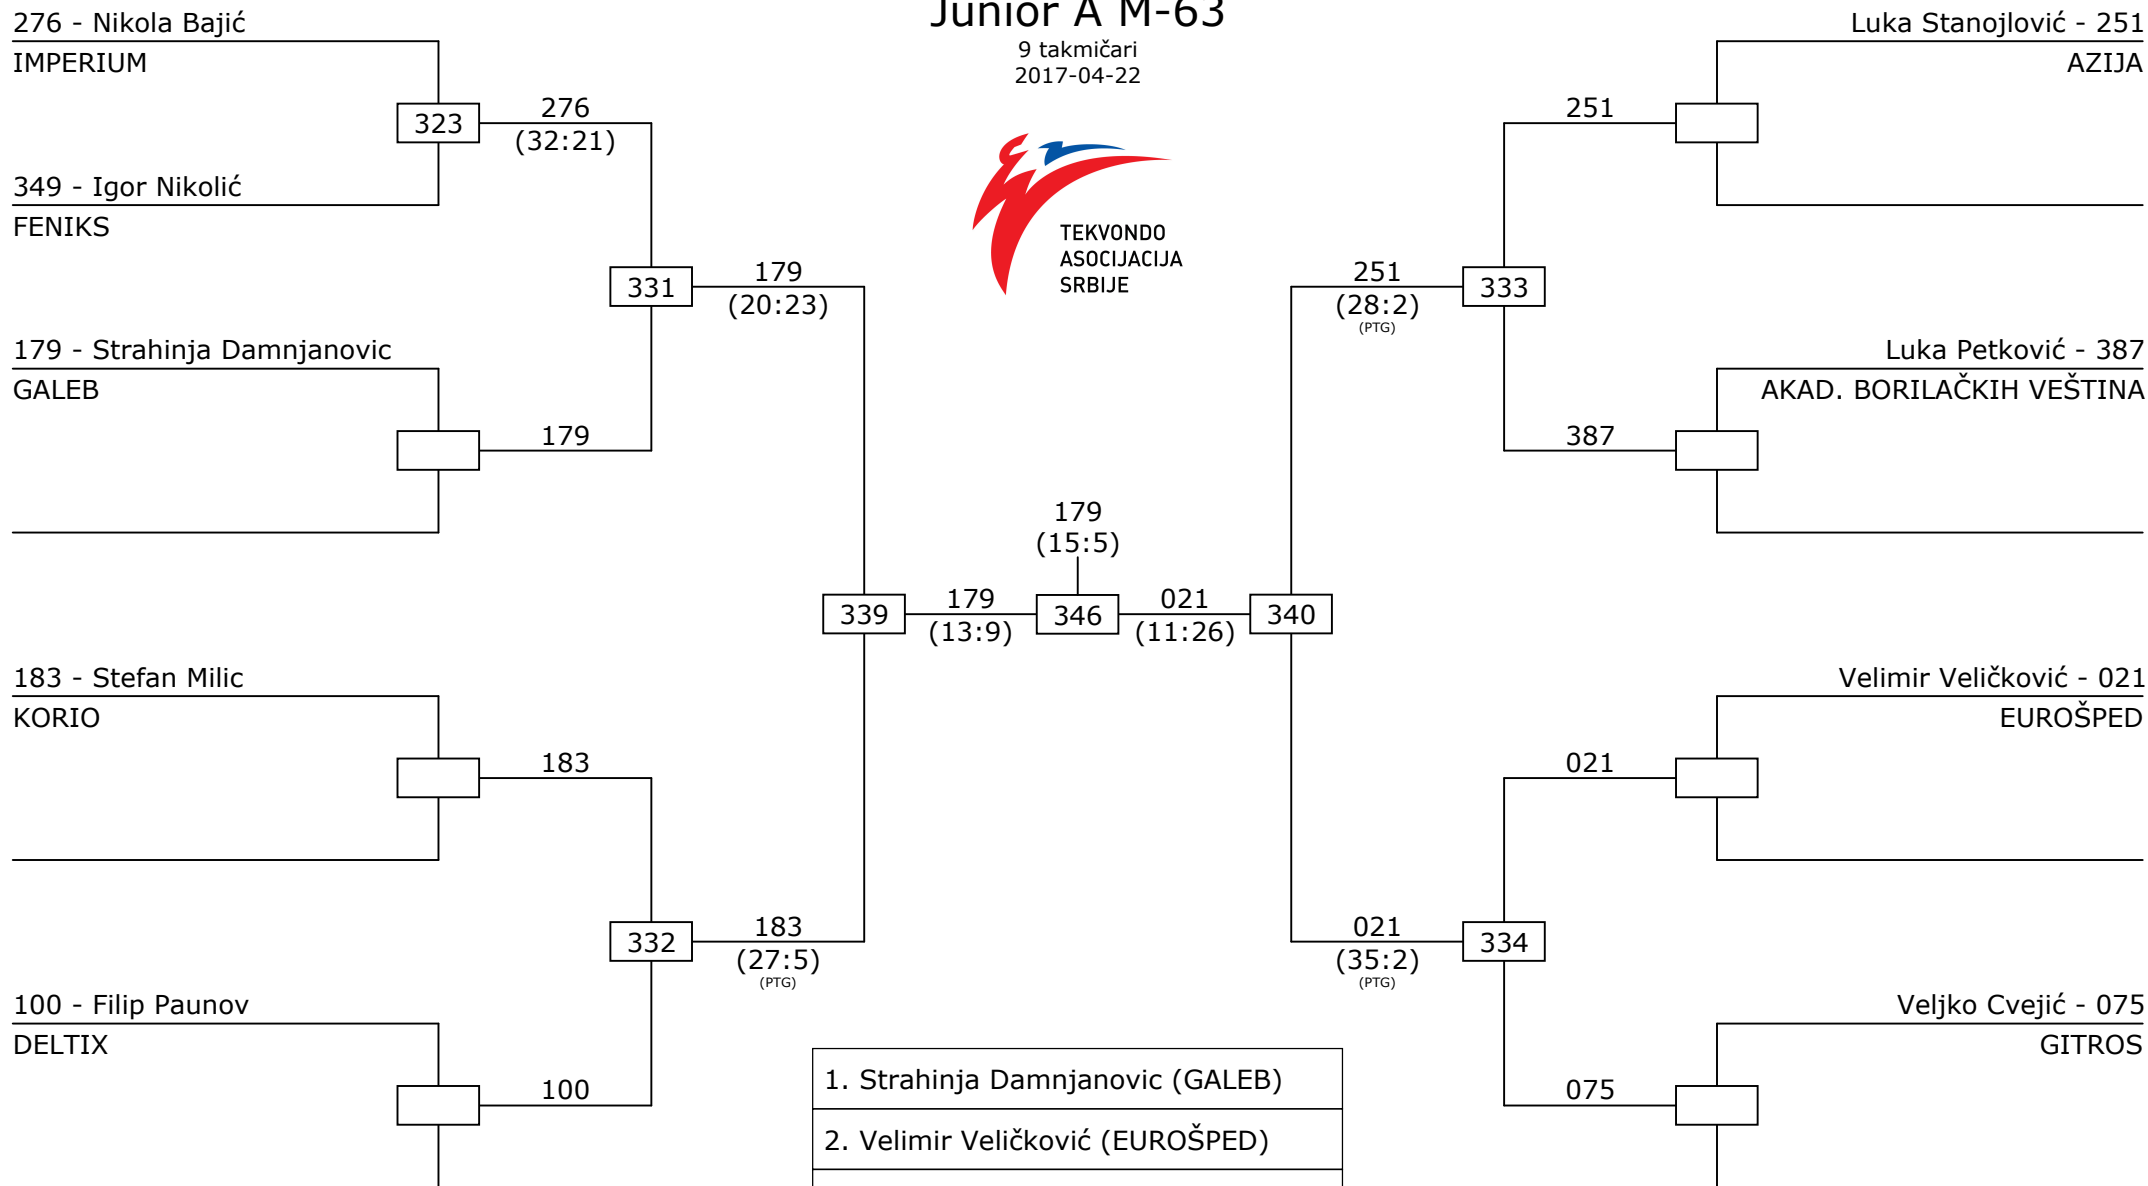 Junior A M-63
9 takmičari
2017-04-22
TEKVONDO
ASOCIJACIJA
SRBIJE
276 - Nikola Bajić
IMPERIUM
323
276
(32:21)
349 - Igor Nikolić
FENIKS
331
179
(20:23)
179 - Strahinja Damnjanovic
GALEB
179
183 - Stefan Milic
KORIO
183
332
183
(27:5)
(PTG)
100 - Filip Paunov
DELTIX
100
339
179
(13:9)
179
(15:5)
346
021
(11:26)
340
Luka Stanojlović - 251
AZIJA
251
251
(28:2)
(PTG)
333
Luka Petković - 387
AKAD. BORILAČKIH VEŠTINA
387
Velimir Veličković - 021
EUROŠPED
021
021
(35:2)
(PTG)
334
Veljko Cvejić - 075
GITROS
075
1. Strahinja Damnjanovic (GALEB)
2. Velimir Veličković (EUROŠPED)